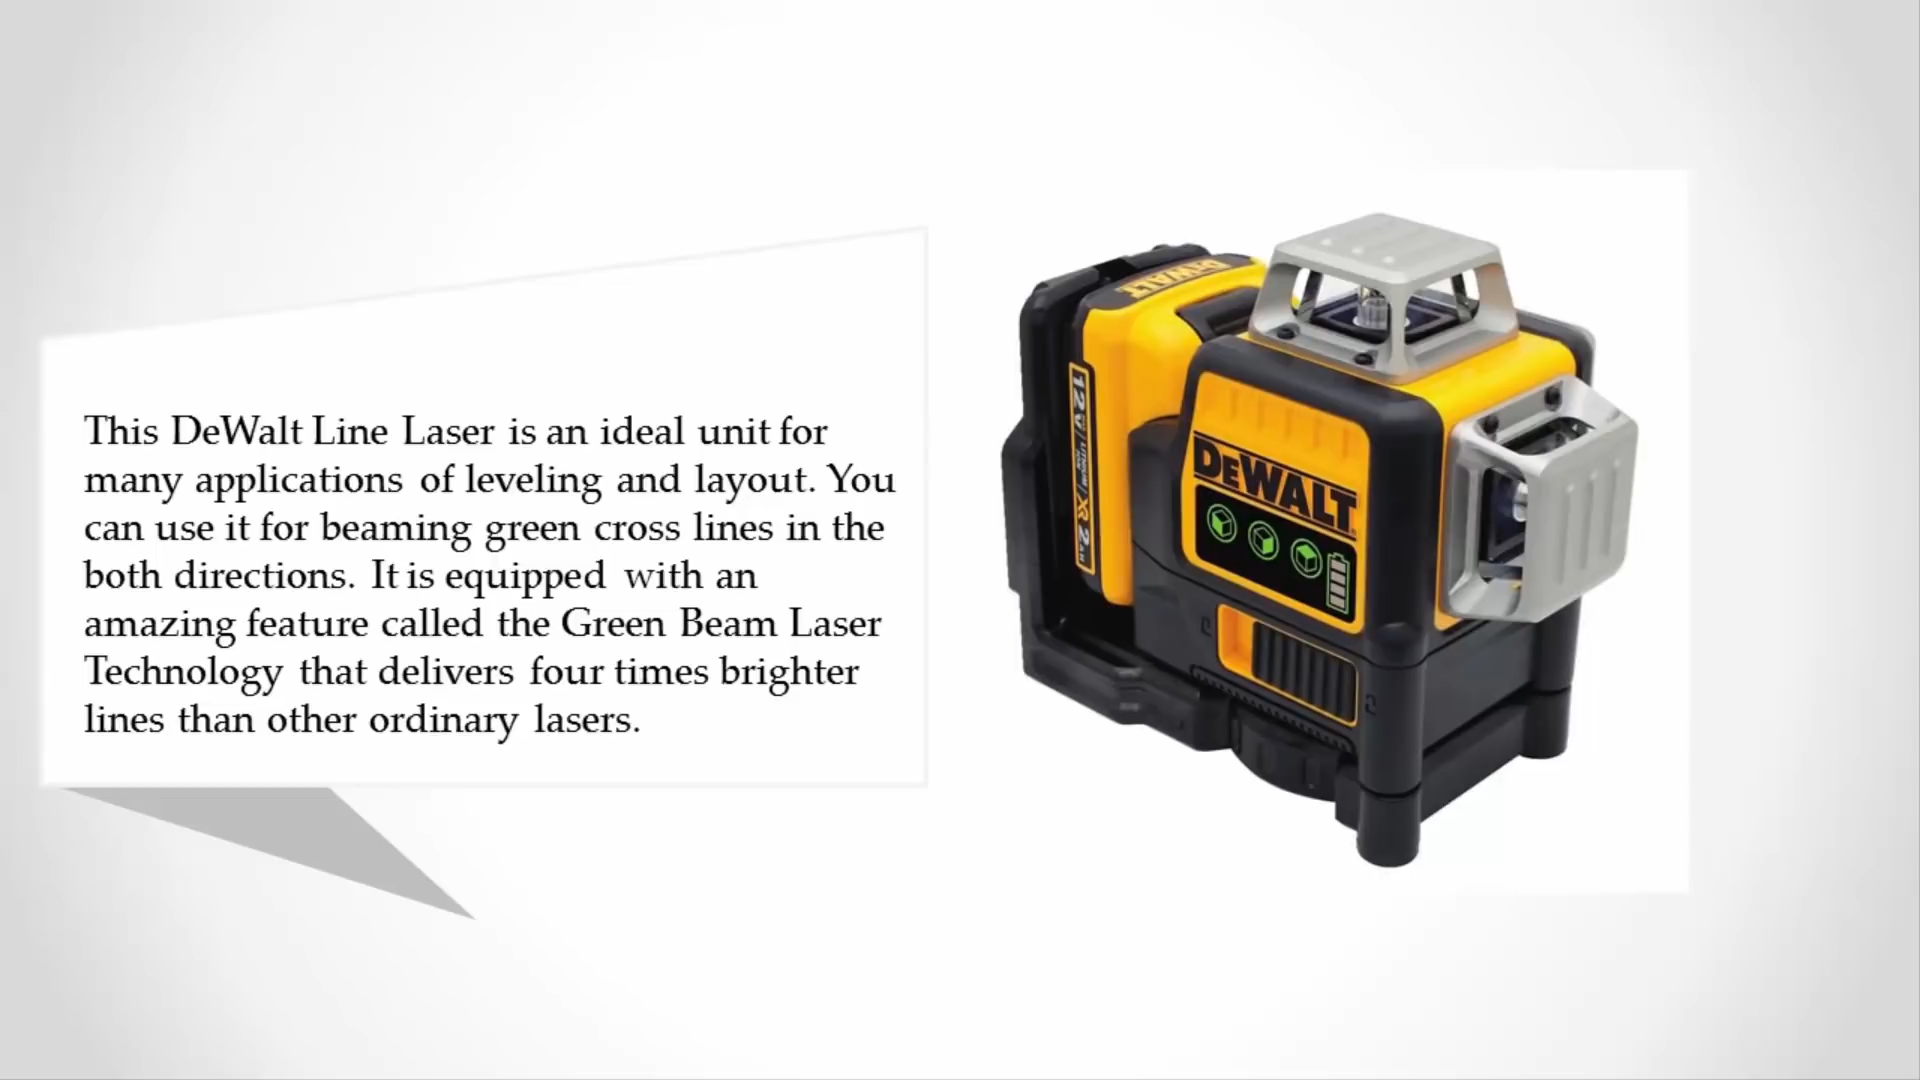 This DeWalt Line Laser is an ideal unit for
many applications of leveling and layout. You
can use it for beaming green cross lines in the
both directions. It is equipped with an
amazing feature called the Green Beam Laser
Technology that delivers four times brighter
lines than other ordinary lasers.
DEWALT
12V
LITHIUM
XR
2AH
DEWALT